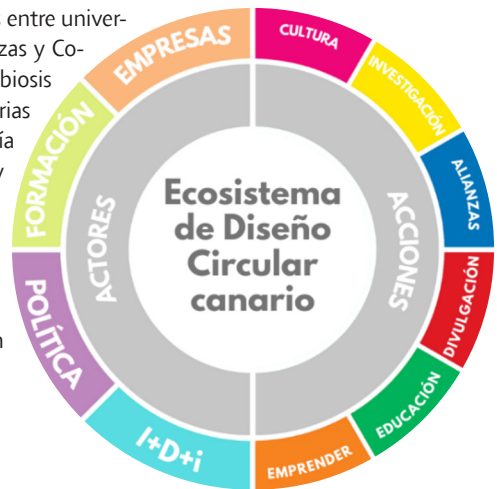 s entre univer-
zas y Co-
biosis
rias
ía
y
n
Ecosistema
de Diseño
Circular
canario
ACTORES
EMPRESAS
FORMACIÓN
POLÍTICA
I+D+i
ACCIONES
CULTURA
INVESTIGACIÓN
ALIANZAS
DIVULGACIÓN
EDUCACIÓN
EMPRENDER